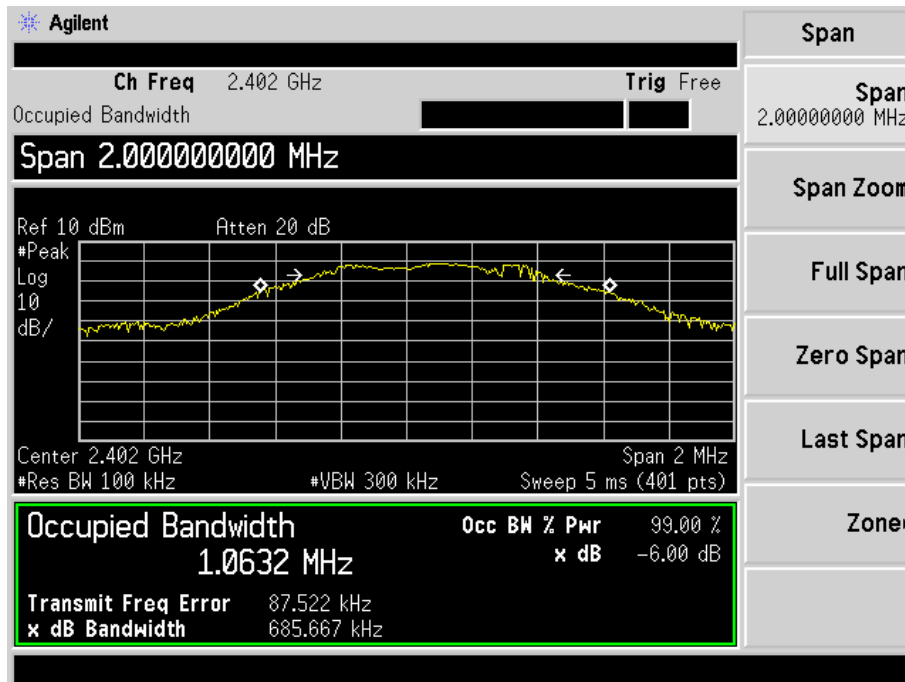 Agilent
Span
Ch Freq 2.402 GHz Trig Free
Occupied Bandwidth
Span 2.000000000 MHz
Span
2.00000000 MHz
Span Zoom
Full Span
Zero Span
Last Span
Zone
Ref 10 dBm Atten 20 dB
#Peak
Log
10
dB/
Center 2.402 GHz Span 2 MHz
#Res BW 100 kHz #VBW 300 kHz Sweep 5 ms (401 pts)
Occupied Bandwidth
1.0632 MHz
Occ BW % Pwr 99.00 %
x dB -6.00 dB
Transmit Freq Error 87.522 kHz
x dB Bandwidth 685.667 kHz